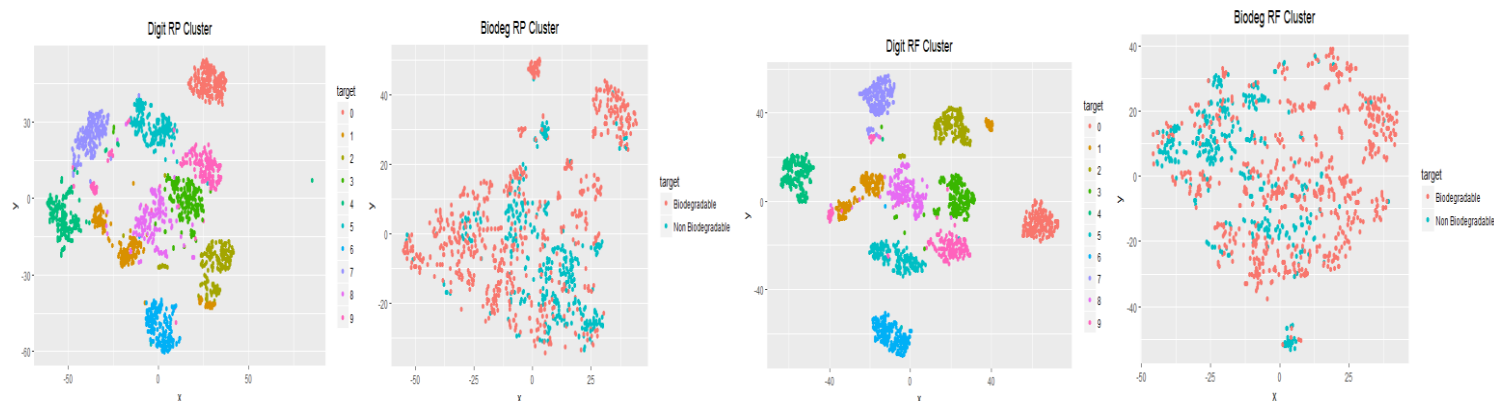 Digit RP Cluster
30
0
-30
-60
-50
0
50
x
y
target
0
1
2
3
4
5
6
7
8
9
Biodeg RP Cluster
40
20
0
-20
-50
-25
0
25
x
y
target
Biodegradable
Non Biodegradable
Digit RF Cluster
40
0
-40
-40
0
40
x
y
target
0
1
2
3
4
5
6
7
8
9
Biodeg RF Cluster
40
20
0
-20
-40
-50
-25
0
25
x
y
target
Biodegradable
Non Biodegradable